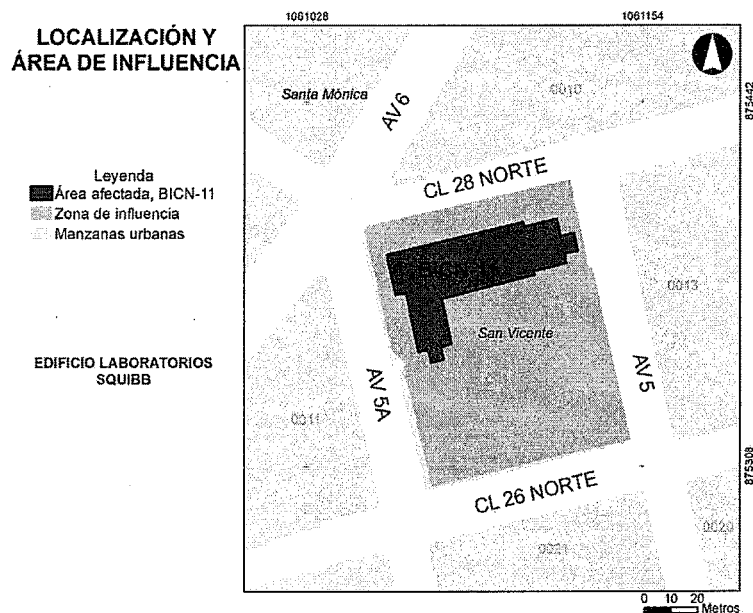 LOCALIZACIÓN Y
ÁREA DE INFLUENCIA
Leyenda
Área afectada, BICN-11
Zona de influencia
Manzanas urbanas
EDIFICIO LABORATORIOS
SQUIBB
1061028
1061154
875442
875308
Santa Mónica
AV 6
0010
CL 28 NORTE
0013
San Vicente
AV 5A
AV 5
0011
CL 26 NORTE
0020
0021
0 10 20
Metros